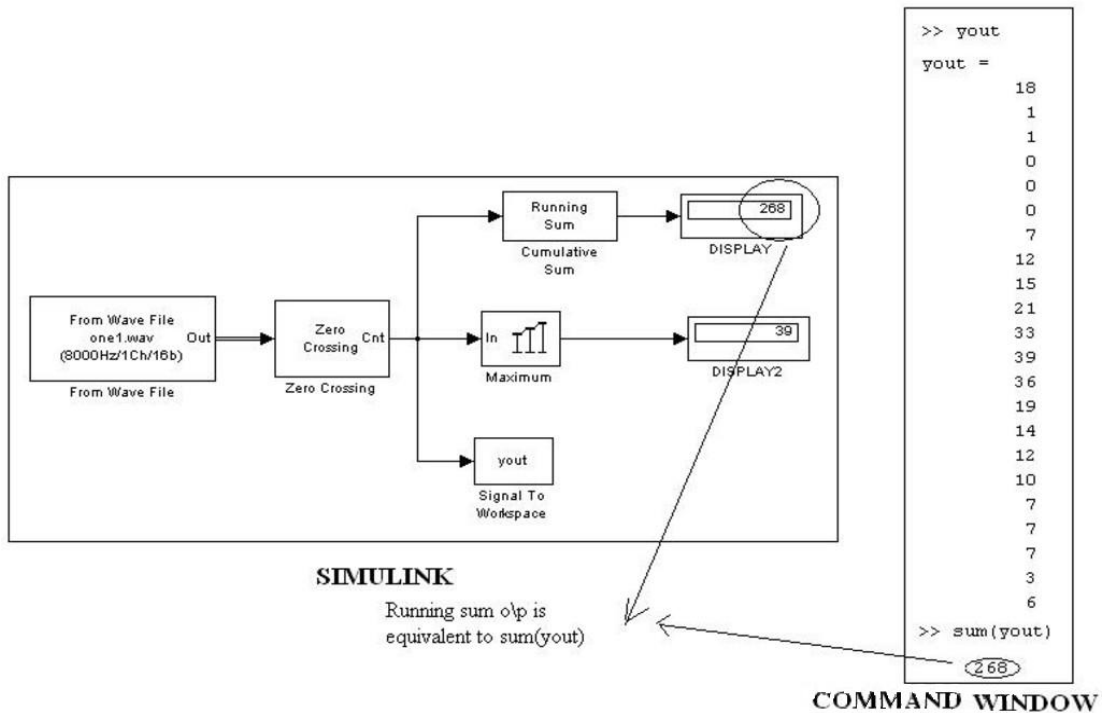 >> yout
yout =
18
1
1
0
0
0
7
12
15
21
33
39
36
19
14
12
10
7
7
7
3
6
>> sum(yout)
268
COMMAND WINDOW
Running
Sum
Cumulative
Sum
268
DISPLAY
From Wave File
one1.wav
(8000Hz/1Ch/16b)
Out
From Wave File
Zero
Crossing
Cnt
Zero Crossing
In
Maximum
39
DISPLAY2
yout
Signal To
Workspace
SIMULINK
Running sum o\p is
equivalent to sum(yout)